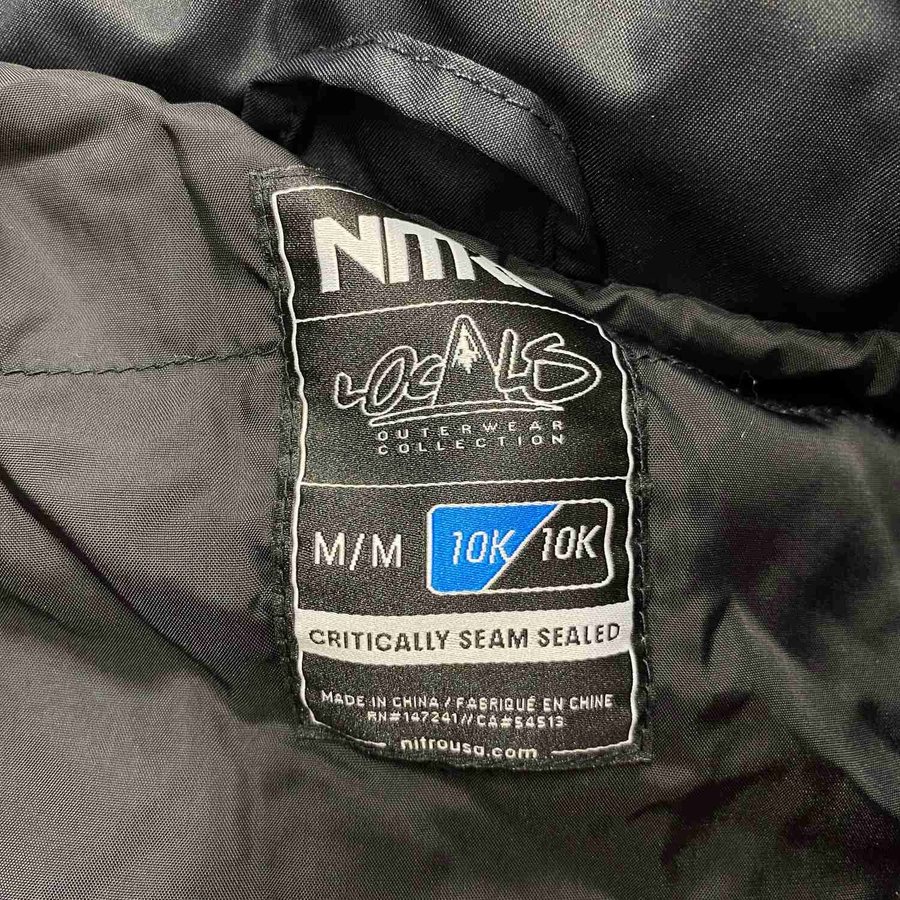 LOCALS
OUTERWEAR
COLLECTION
M/M
10K/10K
CRITICALLY SEAM SEALED
MADE IN CHINA / FABRIQUÉ EN CHINE
RN#147241//CA#54513
nitrousa.com